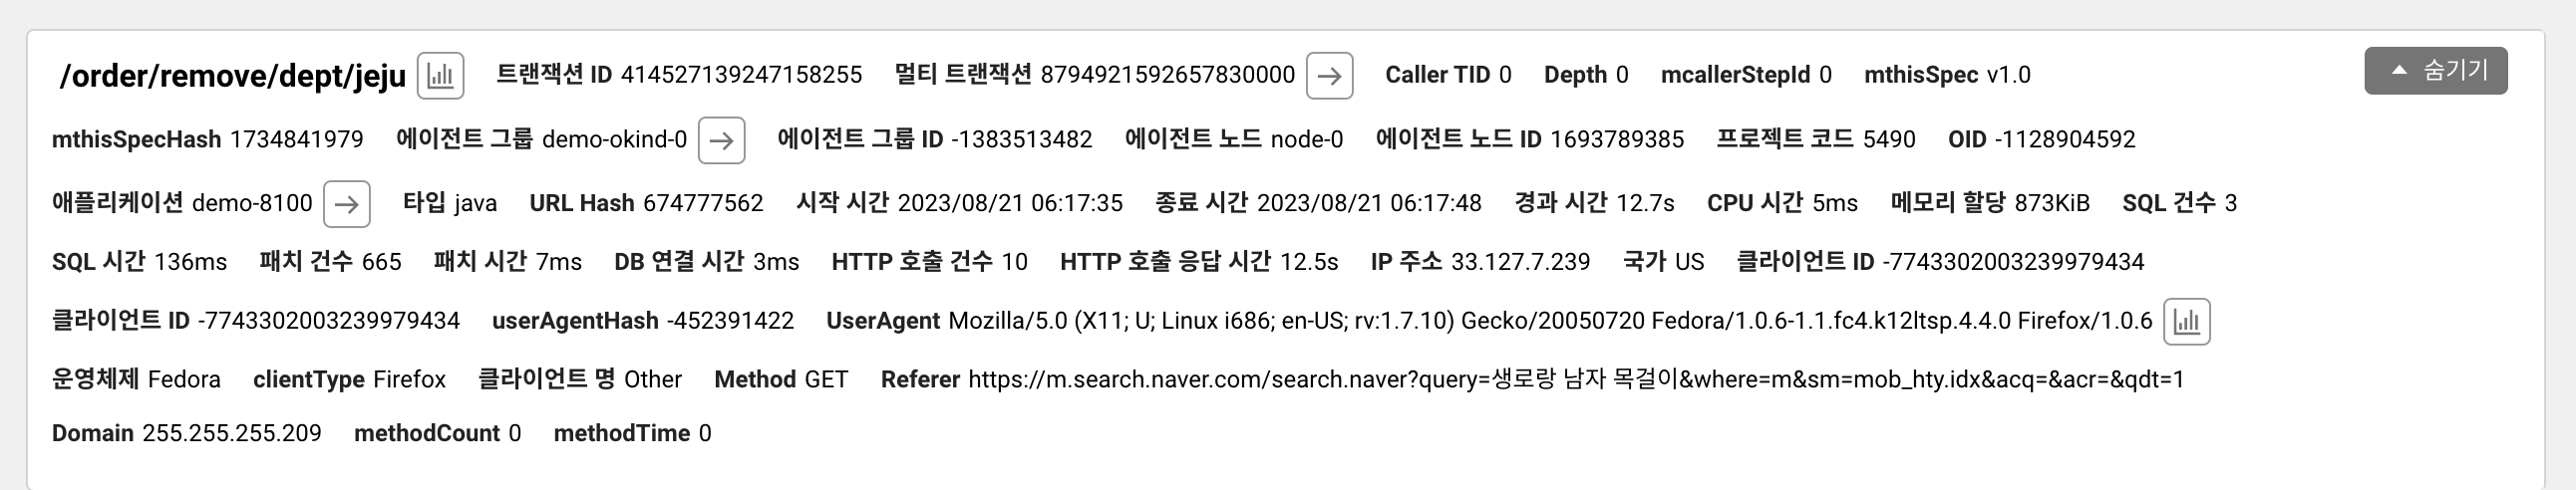 /order/remove/dept/jeju 트랜잭션 ID 414527139247158255 멀티 트랜잭션 8794921592657830000 Caller TID 0 Depth 0 mcallerStepId 0 mthisSpec v1.0 숨기기
mthisSpecHash 1734841979 에이전트 그룹 demo-okind-0 에이전트 그룹 ID -1383513482 에이전트 노드 node-0 에이전트 노드 ID 1693789385 프로젝트 코드 5490 OID -1128904592
애플리케이션 demo-8100 타입 java URL Hash 674777562 시작 시간 2023/08/21 06:17:35 종료 시간 2023/08/21 06:17:48 경과 시간 12.7s CPU 시간 5ms 메모리 할당 873KiB SQL 건수 3
SQL 시간 136ms 패치 건수 665 패치 시간 7ms DB 연결 시간 3ms HTTP 호출 건수 10 HTTP 호출 응답 시간 12.5s IP 주소 33.127.7.239 국가 US 클라이언트 ID -7743302003239979434
클라이언트 ID -7743302003239979434 userAgentHash -452391422 UserAgent Mozilla/5.0 (X11; U; Linux i686; en-US; rv:1.7.10) Gecko/20050720 Fedora/1.0.6-1.1.fc4.k12ltsp.4.4.0 Firefox/1.0.6
운영체제 Fedora clientType Firefox 클라이언트 명 Other Method GET Referer https://m.search.naver.com/search.naver?query=생로랑 남자 목걸이&where=m&sm=mob_hty.idx&acq=&acr=&qdt=1
Domain 255.255.255.209 methodCount 0 methodTime 0